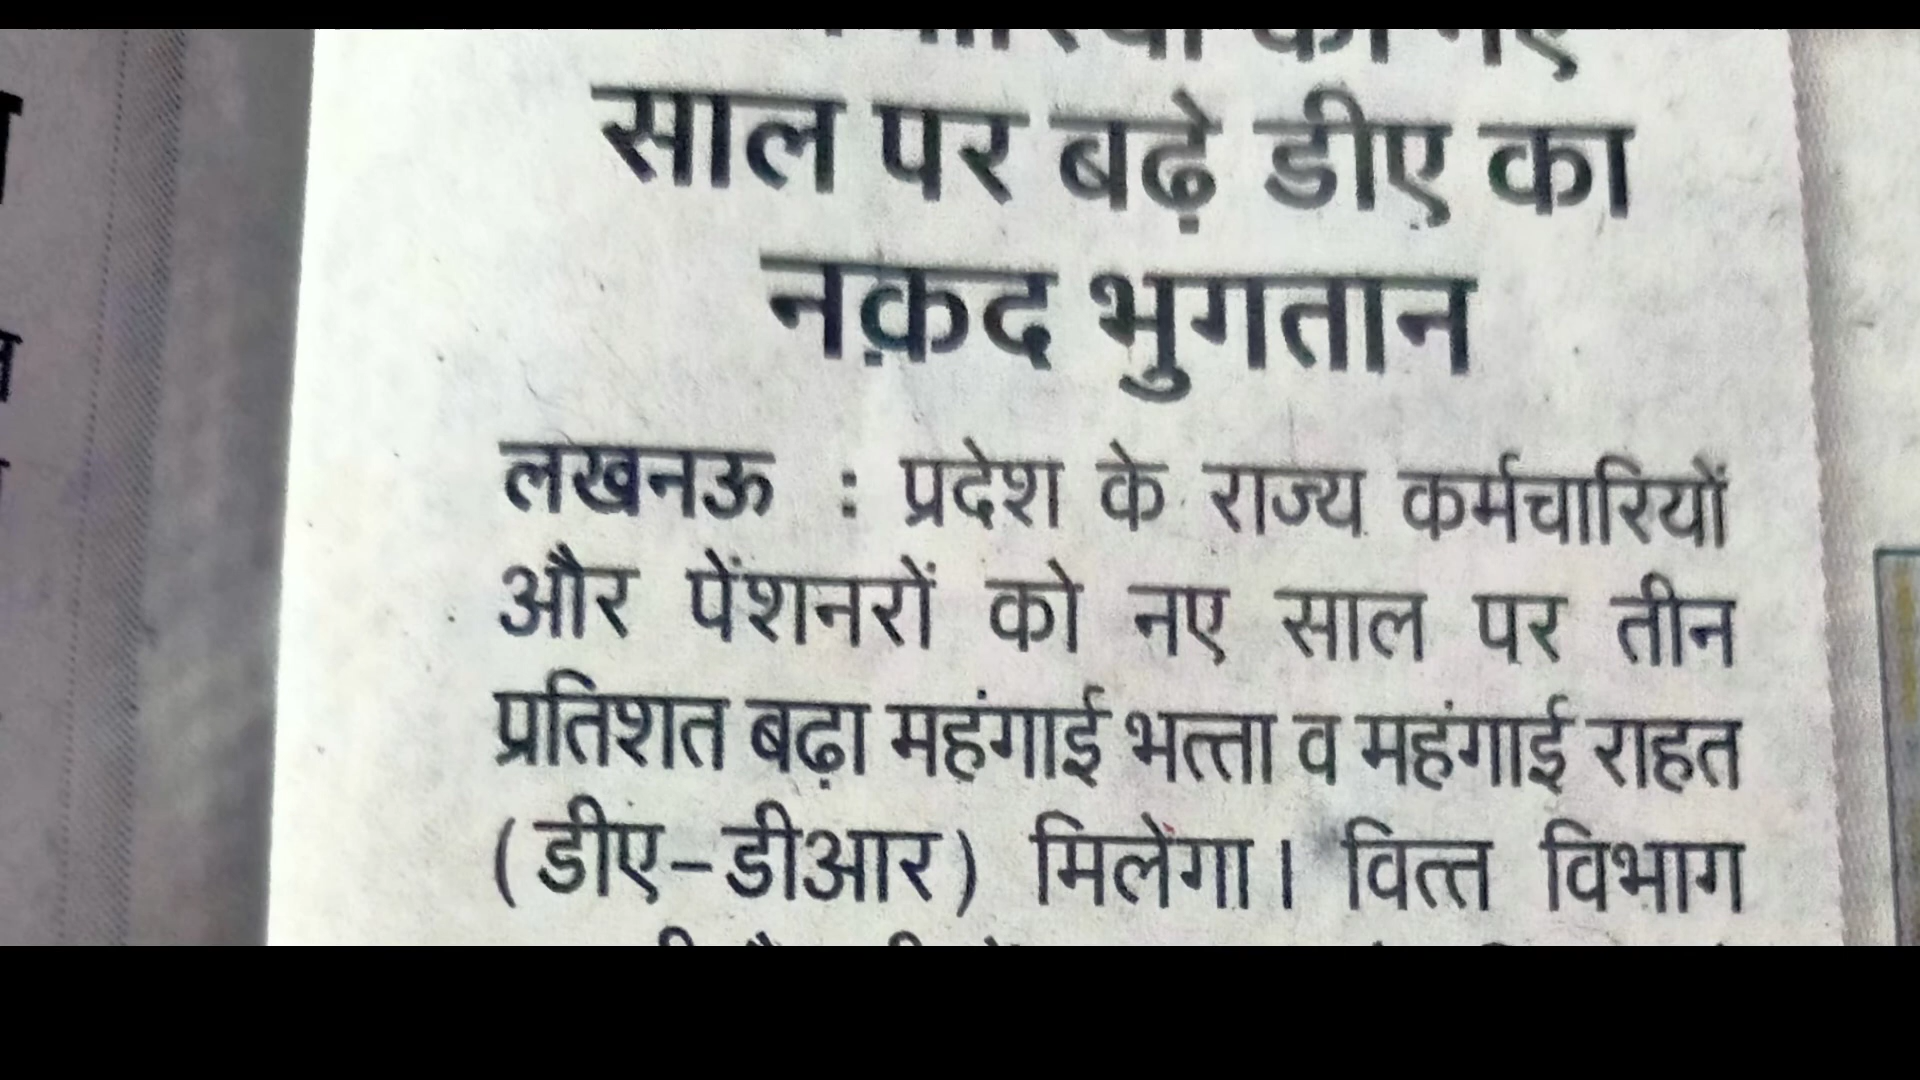 को नए
साल पर बढ़े डीए का
नक़द भुगतान
लखनऊ : प्रदेश के राज्य कर्मचारियों
और पेंशनरों को नए साल पर तीन
प्रतिशत बढ़ा महंगाई भत्ता व महंगाई राहत
(डीए-डीआर) मिलेगा। वित्त विभाग